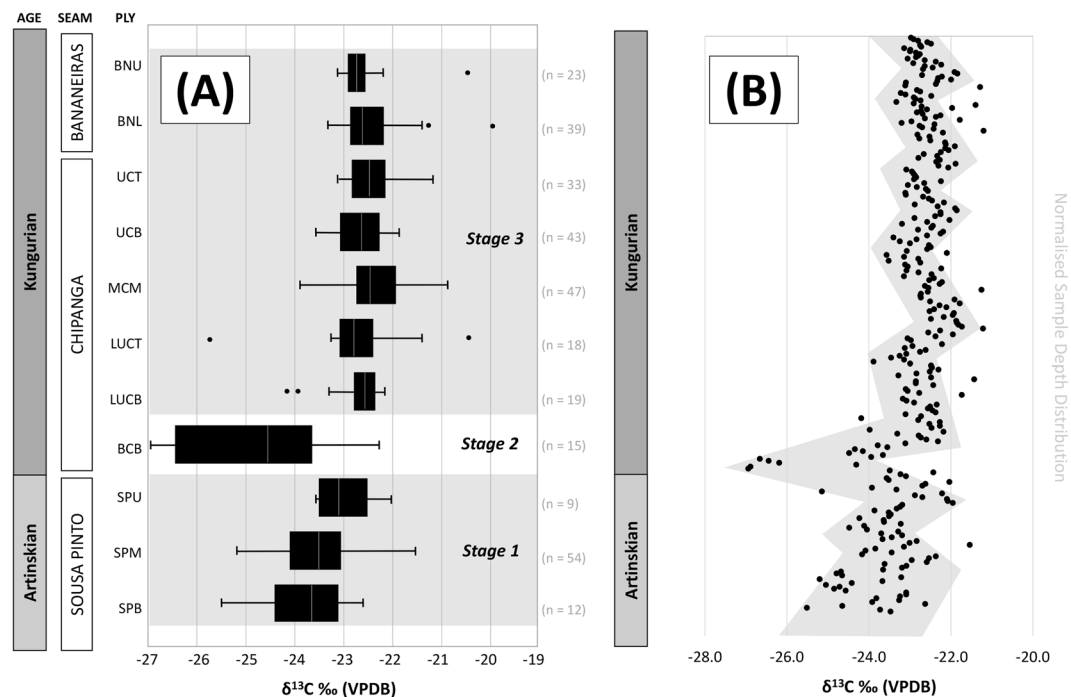 AGE SEAM PLY
Kungurian
Artinskian
BANANEIRAS
CHIPANGA
SOUSA PINTO
(A)
BNU (n = 23)
BNL (n = 39)
UCT (n = 33)
UCB Stage 3 (n = 43)
MCM (n = 47)
LUCT (n = 18)
LUCB (n = 19)
BCB Stage 2 (n = 15)
SPU (n = 9)
SPM Stage 1 (n = 54)
SPB (n = 12)
-27 -26 -25 -24 -23 -22 -21 -20 -19
δ¹³C ‰ (VPDB)
(B)
Kungurian
Artinskian
Normalised Sample Depth Distribution
-28.0 -26.0 -24.0 -22.0 -20.0
δ¹³C ‰ (VPDB)